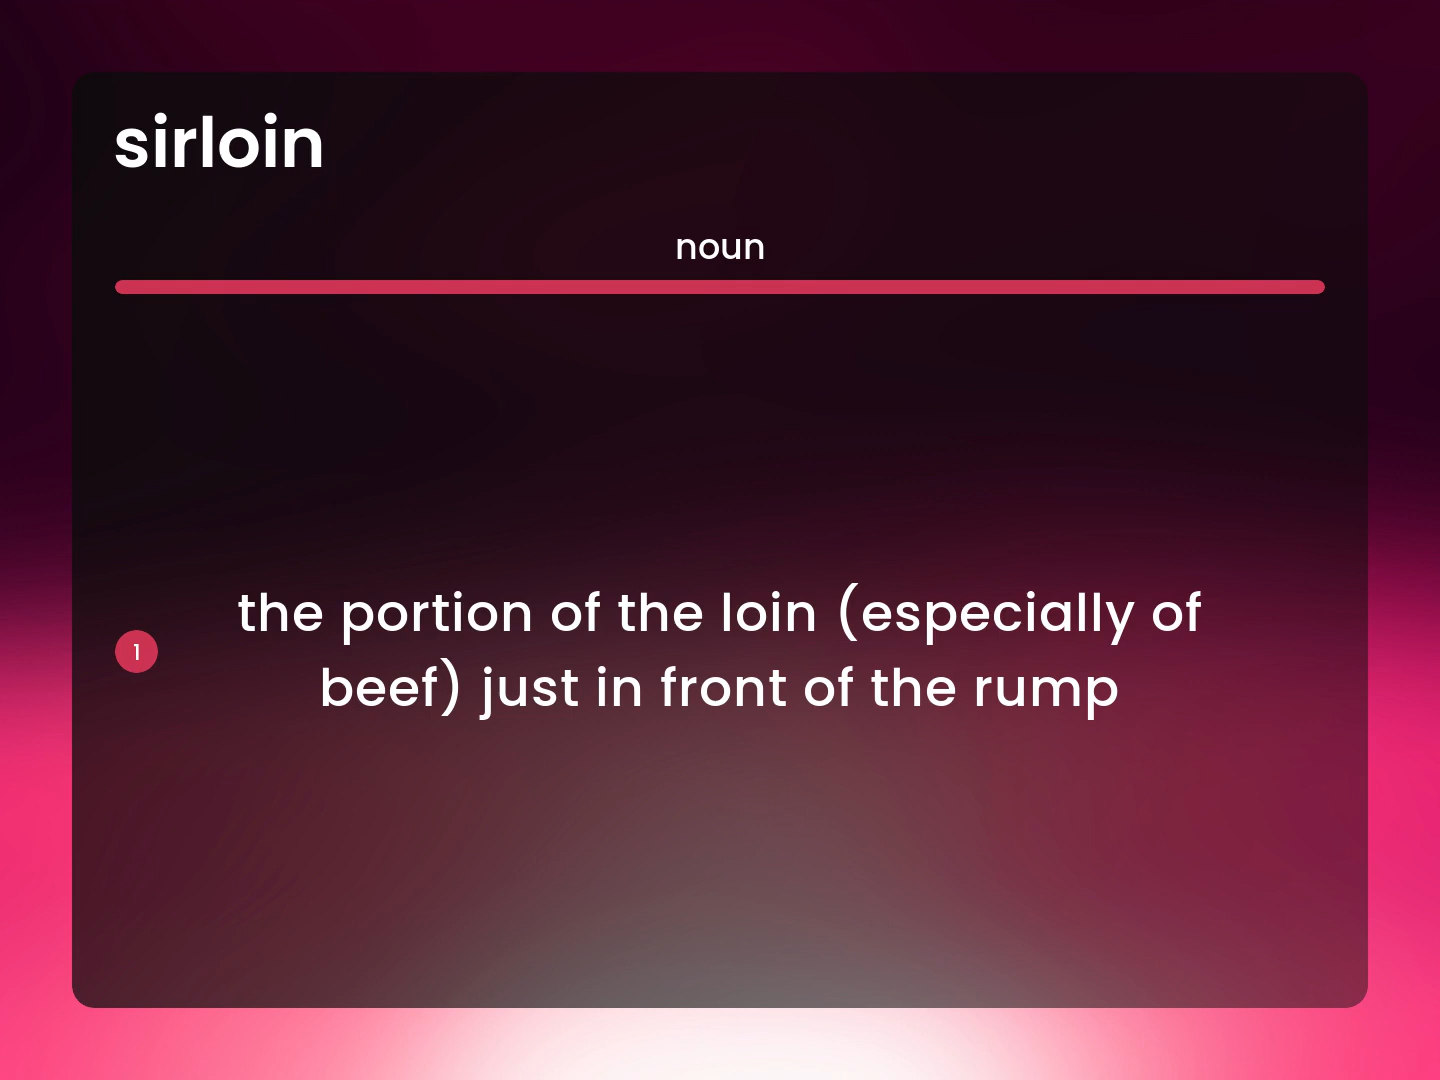 sirloin
noun
1
the portion of the loin (especially of
beef) just in front of the rump